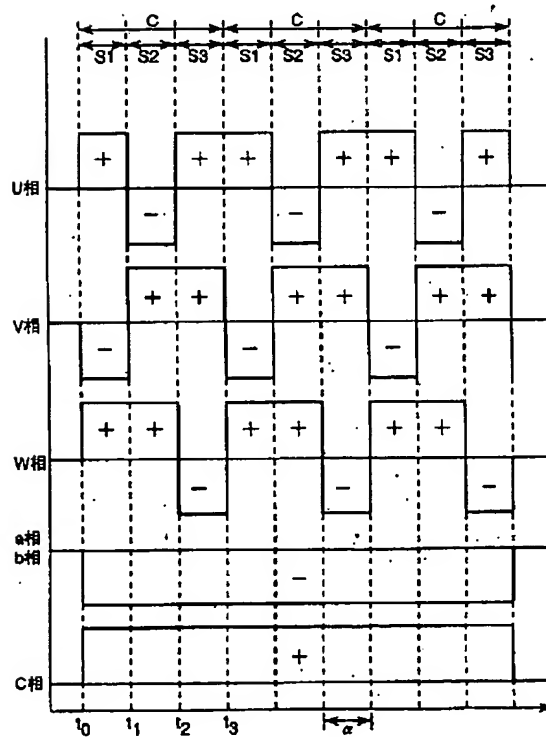 C C C
S1 S2 S3 S1 S2 S3 S1 S2 S3
+ + + + + +
U相
− − −
+ + + + + +
V相
− − −
+ + + + + +
W相
− − −
a相
b相
−
+
C相
t0 t1 t2 t3 α